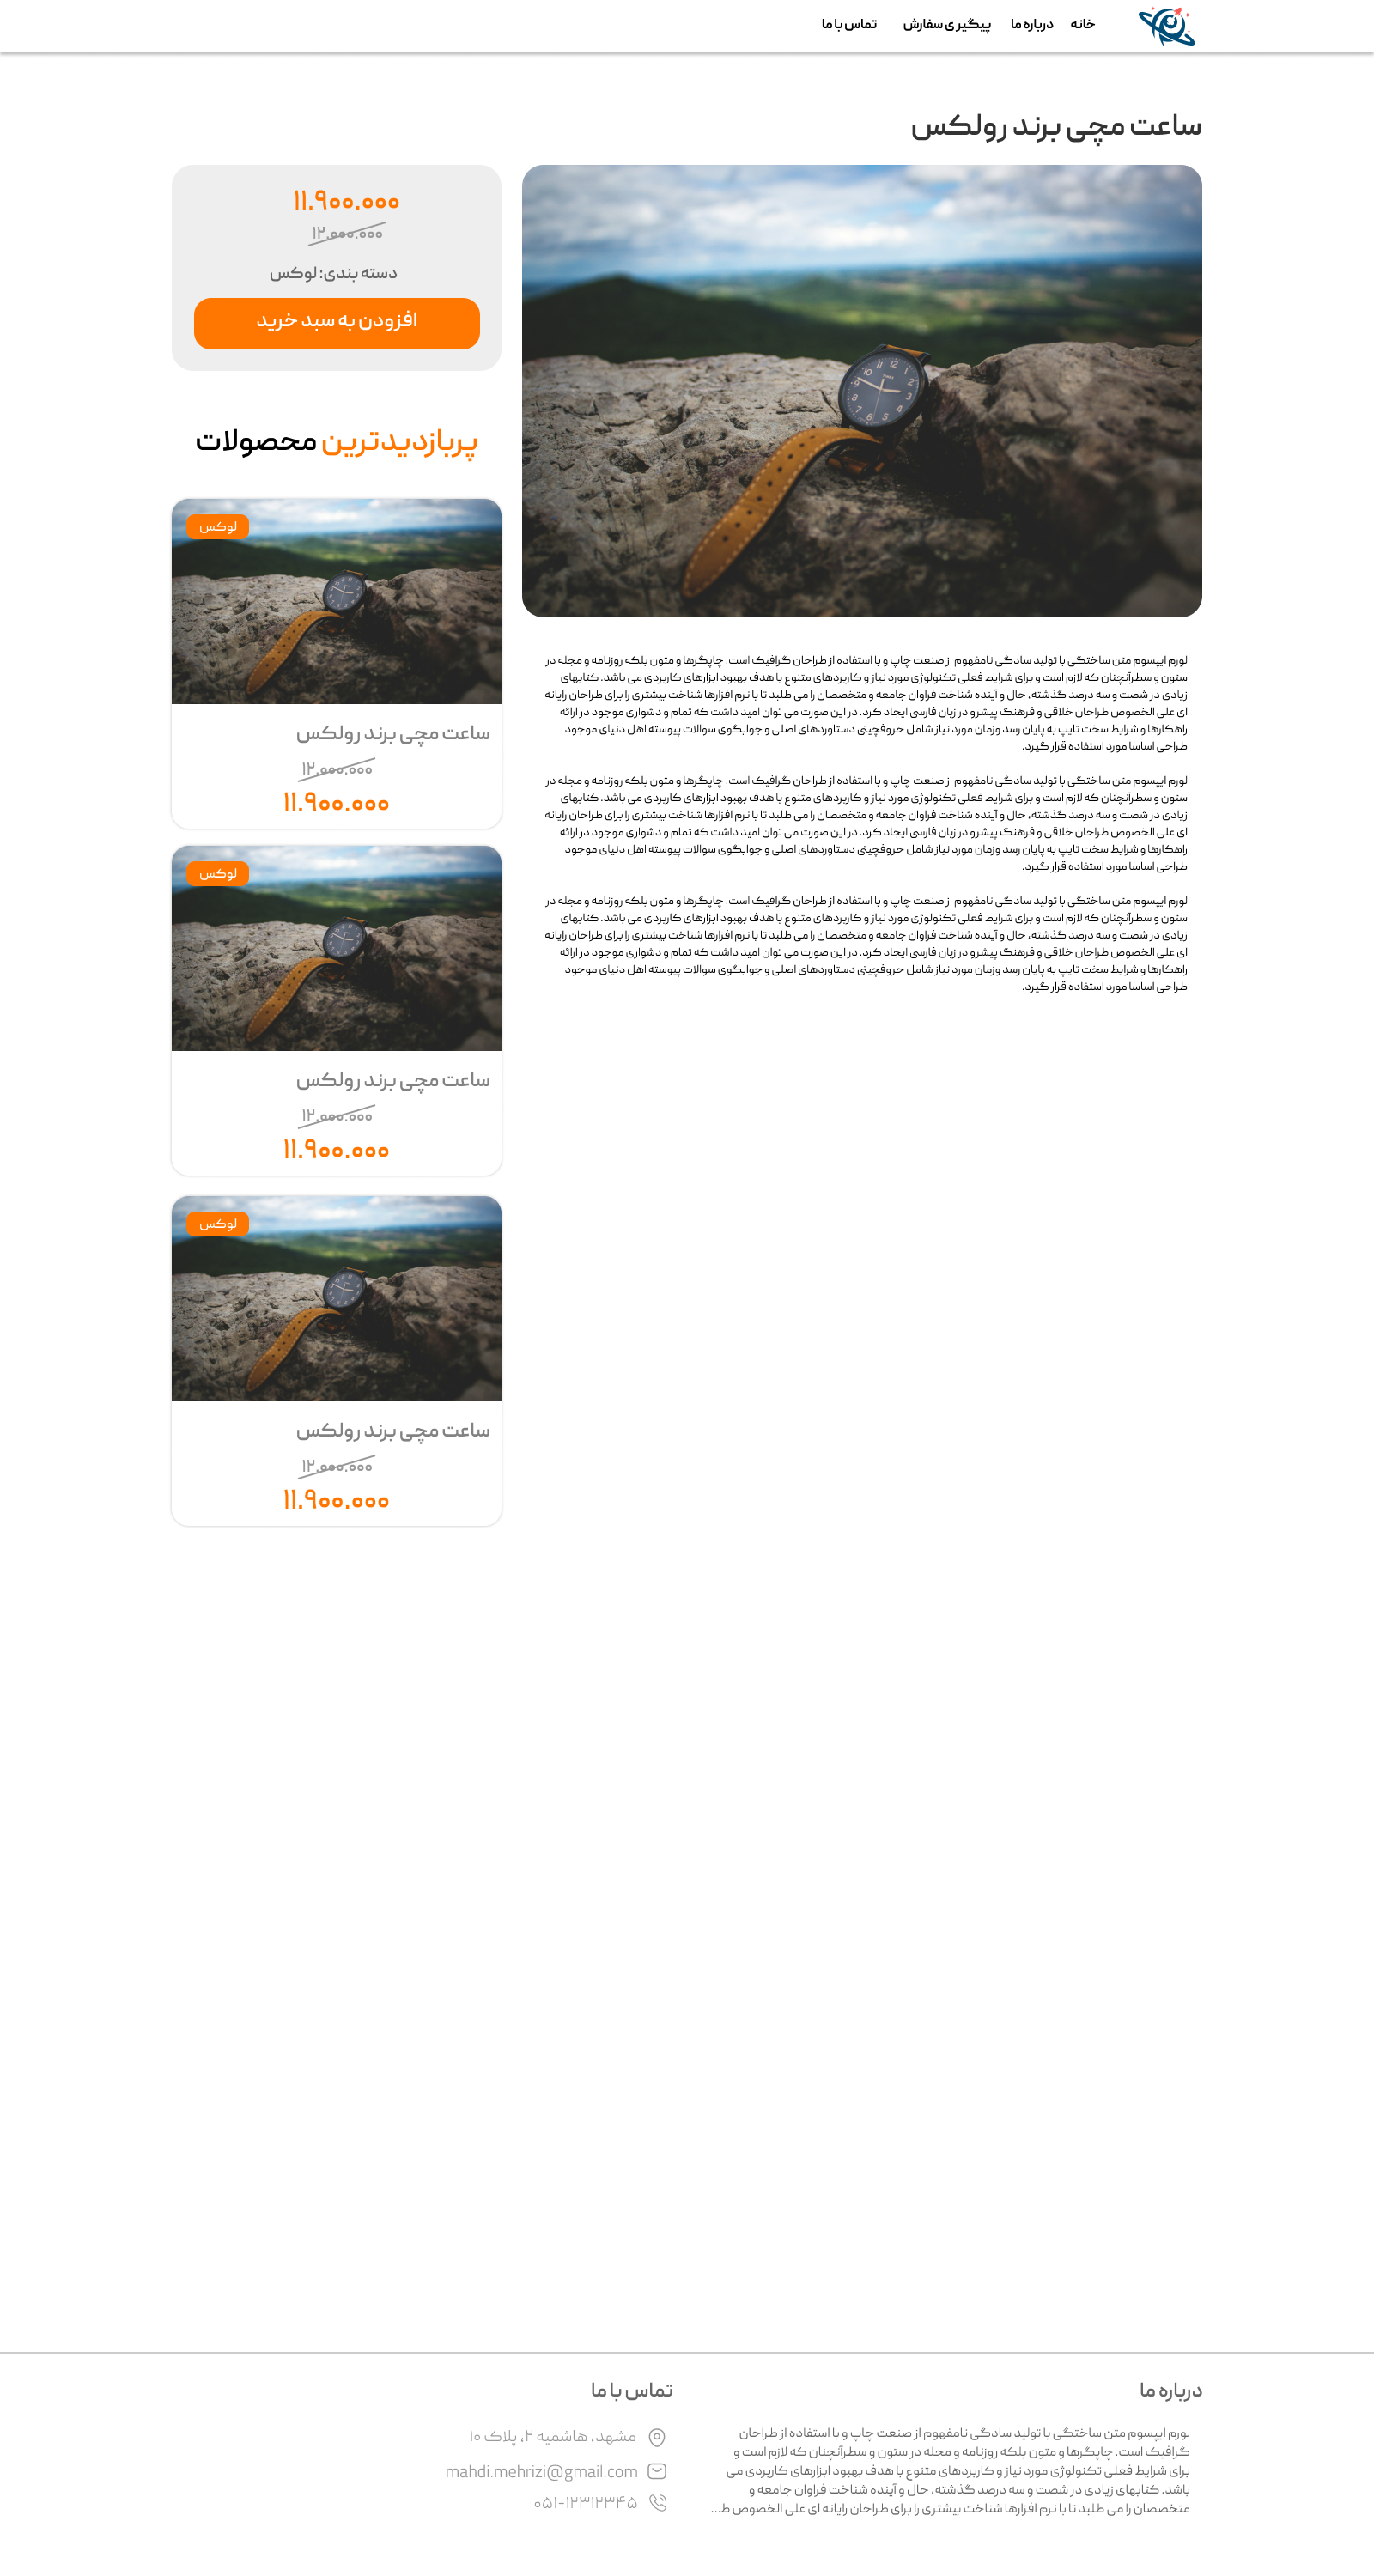 خانه
درباره ما
پیگیری سفارش
تماس با ما
ساعت مچی برند رولکس
۱۱.۹۰۰.۰۰۰
۱۲.۰۰۰.۰۰۰
دسته بندی: لوکس
افزودن به سبد خرید
لورم ایپسوم متن ساختگی با تولید سادگی نامفهوم از صنعت چاپ و با استفاده از طراحان گرافیک است. چاپگرها و متون بلکه روزنامه و مجله در
ستون و سطرآنچنان که لازم است و برای شرایط فعلی تکنولوژی مورد نیاز و کاربردهای متنوع با هدف بهبود ابزارهای کاربردی می باشد. کتابهای
زیادی در شصت و سه درصد گذشته، حال و آینده شناخت فراوان جامعه و متخصصان را می طلبد تا با نرم افزارها شناخت بیشتری را برای طراحان رایانه
ای علی الخصوص طراحان خلاقی و فرهنگ پیشرو در زبان فارسی ایجاد کرد. در این صورت می توان امید داشت که تمام و دشواری موجود در ارائه
راهکارها و شرایط سخت تایپ به پایان رسد وزمان مورد نیاز شامل حروفچینی دستاوردهای اصلی و جوابگوی سوالات پیوسته اهل دنیای موجود
طراحی اساسا مورد استفاده قرار گیرد.
لورم ایپسوم متن ساختگی با تولید سادگی نامفهوم از صنعت چاپ و با استفاده از طراحان گرافیک است. چاپگرها و متون بلکه روزنامه و مجله در
ستون و سطرآنچنان که لازم است و برای شرایط فعلی تکنولوژی مورد نیاز و کاربردهای متنوع با هدف بهبود ابزارهای کاربردی می باشد. کتابهای
زیادی در شصت و سه درصد گذشته، حال و آینده شناخت فراوان جامعه و متخصصان را می طلبد تا با نرم افزارها شناخت بیشتری را برای طراحان رایانه
ای علی الخصوص طراحان خلاقی و فرهنگ پیشرو در زبان فارسی ایجاد کرد. در این صورت می توان امید داشت که تمام و دشواری موجود در ارائه
راهکارها و شرایط سخت تایپ به پایان رسد وزمان مورد نیاز شامل حروفچینی دستاوردهای اصلی و جوابگوی سوالات پیوسته اهل دنیای موجود
طراحی اساسا مورد استفاده قرار گیرد.
لورم ایپسوم متن ساختگی با تولید سادگی نامفهوم از صنعت چاپ و با استفاده از طراحان گرافیک است. چاپگرها و متون بلکه روزنامه و مجله در
ستون و سطرآنچنان که لازم است و برای شرایط فعلی تکنولوژی مورد نیاز و کاربردهای متنوع با هدف بهبود ابزارهای کاربردی می باشد. کتابهای
زیادی در شصت و سه درصد گذشته، حال و آینده شناخت فراوان جامعه و متخصصان را می طلبد تا با نرم افزارها شناخت بیشتری را برای طراحان رایانه
ای علی الخصوص طراحان خلاقی و فرهنگ پیشرو در زبان فارسی ایجاد کرد. در این صورت می توان امید داشت که تمام و دشواری موجود در ارائه
راهکارها و شرایط سخت تایپ به پایان رسد وزمان مورد نیاز شامل حروفچینی دستاوردهای اصلی و جوابگوی سوالات پیوسته اهل دنیای موجود
طراحی اساسا مورد استفاده قرار گیرد.
پربازدیدترین محصولات
لوکس
ساعت مچی برند رولکس
۱۲.۰۰۰.۰۰۰
۱۱.۹۰۰.۰۰۰
لوکس
ساعت مچی برند رولکس
۱۲.۰۰۰.۰۰۰
۱۱.۹۰۰.۰۰۰
لوکس
ساعت مچی برند رولکس
۱۲.۰۰۰.۰۰۰
۱۱.۹۰۰.۰۰۰
درباره ما
لورم ایپسوم متن ساختگی با تولید سادگی نامفهوم از صنعت چاپ و با استفاده از طراحان
گرافیک است. چاپگرها و متون بلکه روزنامه و مجله در ستون و سطرآنچنان که لازم است و
برای شرایط فعلی تکنولوژی مورد نیاز و کاربردهای متنوع با هدف بهبود ابزارهای کاربردی می
باشد. کتابهای زیادی در شصت و سه درصد گذشته، حال و آینده شناخت فراوان جامعه و
متخصصان را می طلبد تا با نرم افزارها شناخت بیشتری را برای طراحان رایانه ای علی الخصوص ط...
تماس با ما
مشهد، هاشمیه ۲، پلاک ۱۰
mahdi.mehrizi@gmail.com
۰۵۱-۱۲۳۱۲۳۴۵